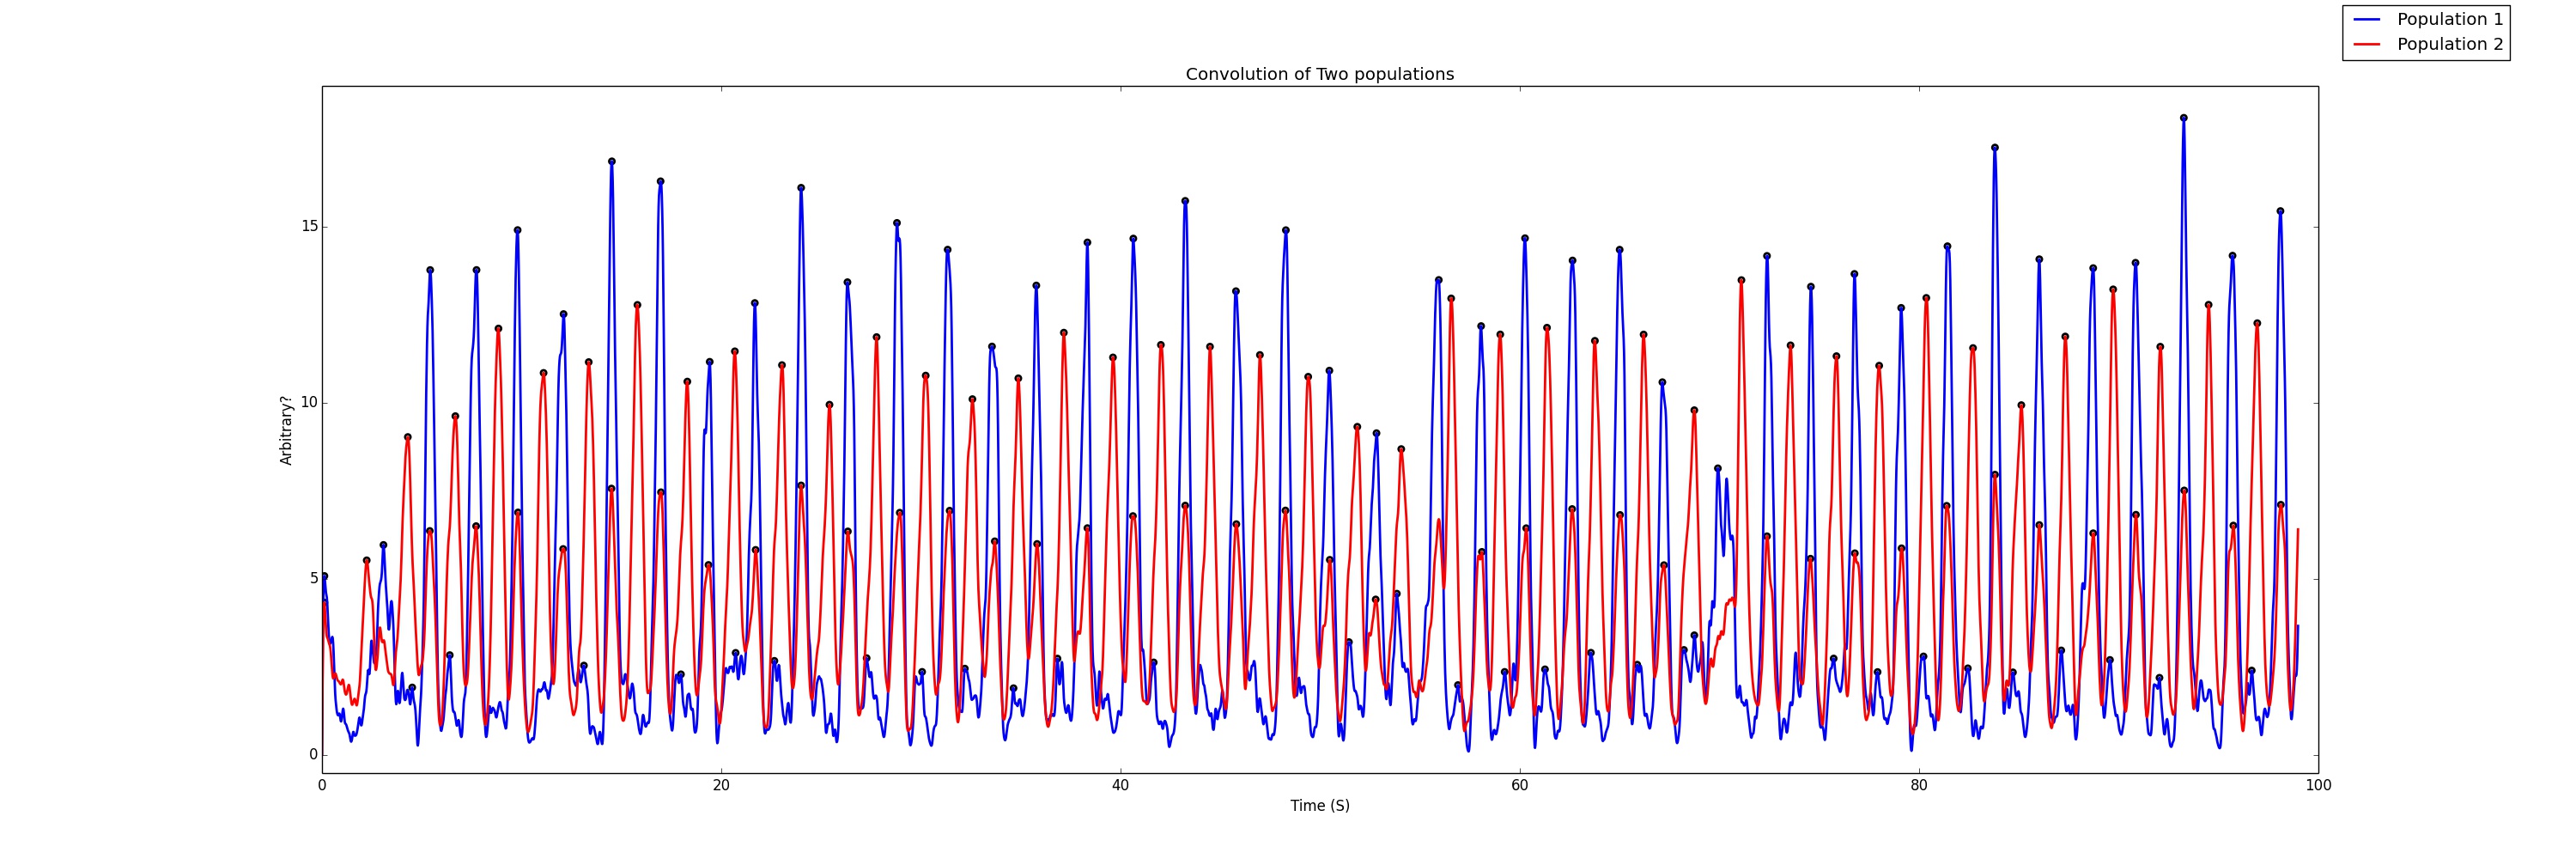 Population 1
Population 2
Convolution of Two populations
15
10
5
0
Arbitrary?
0 20 40 60 80 100
Time (S)